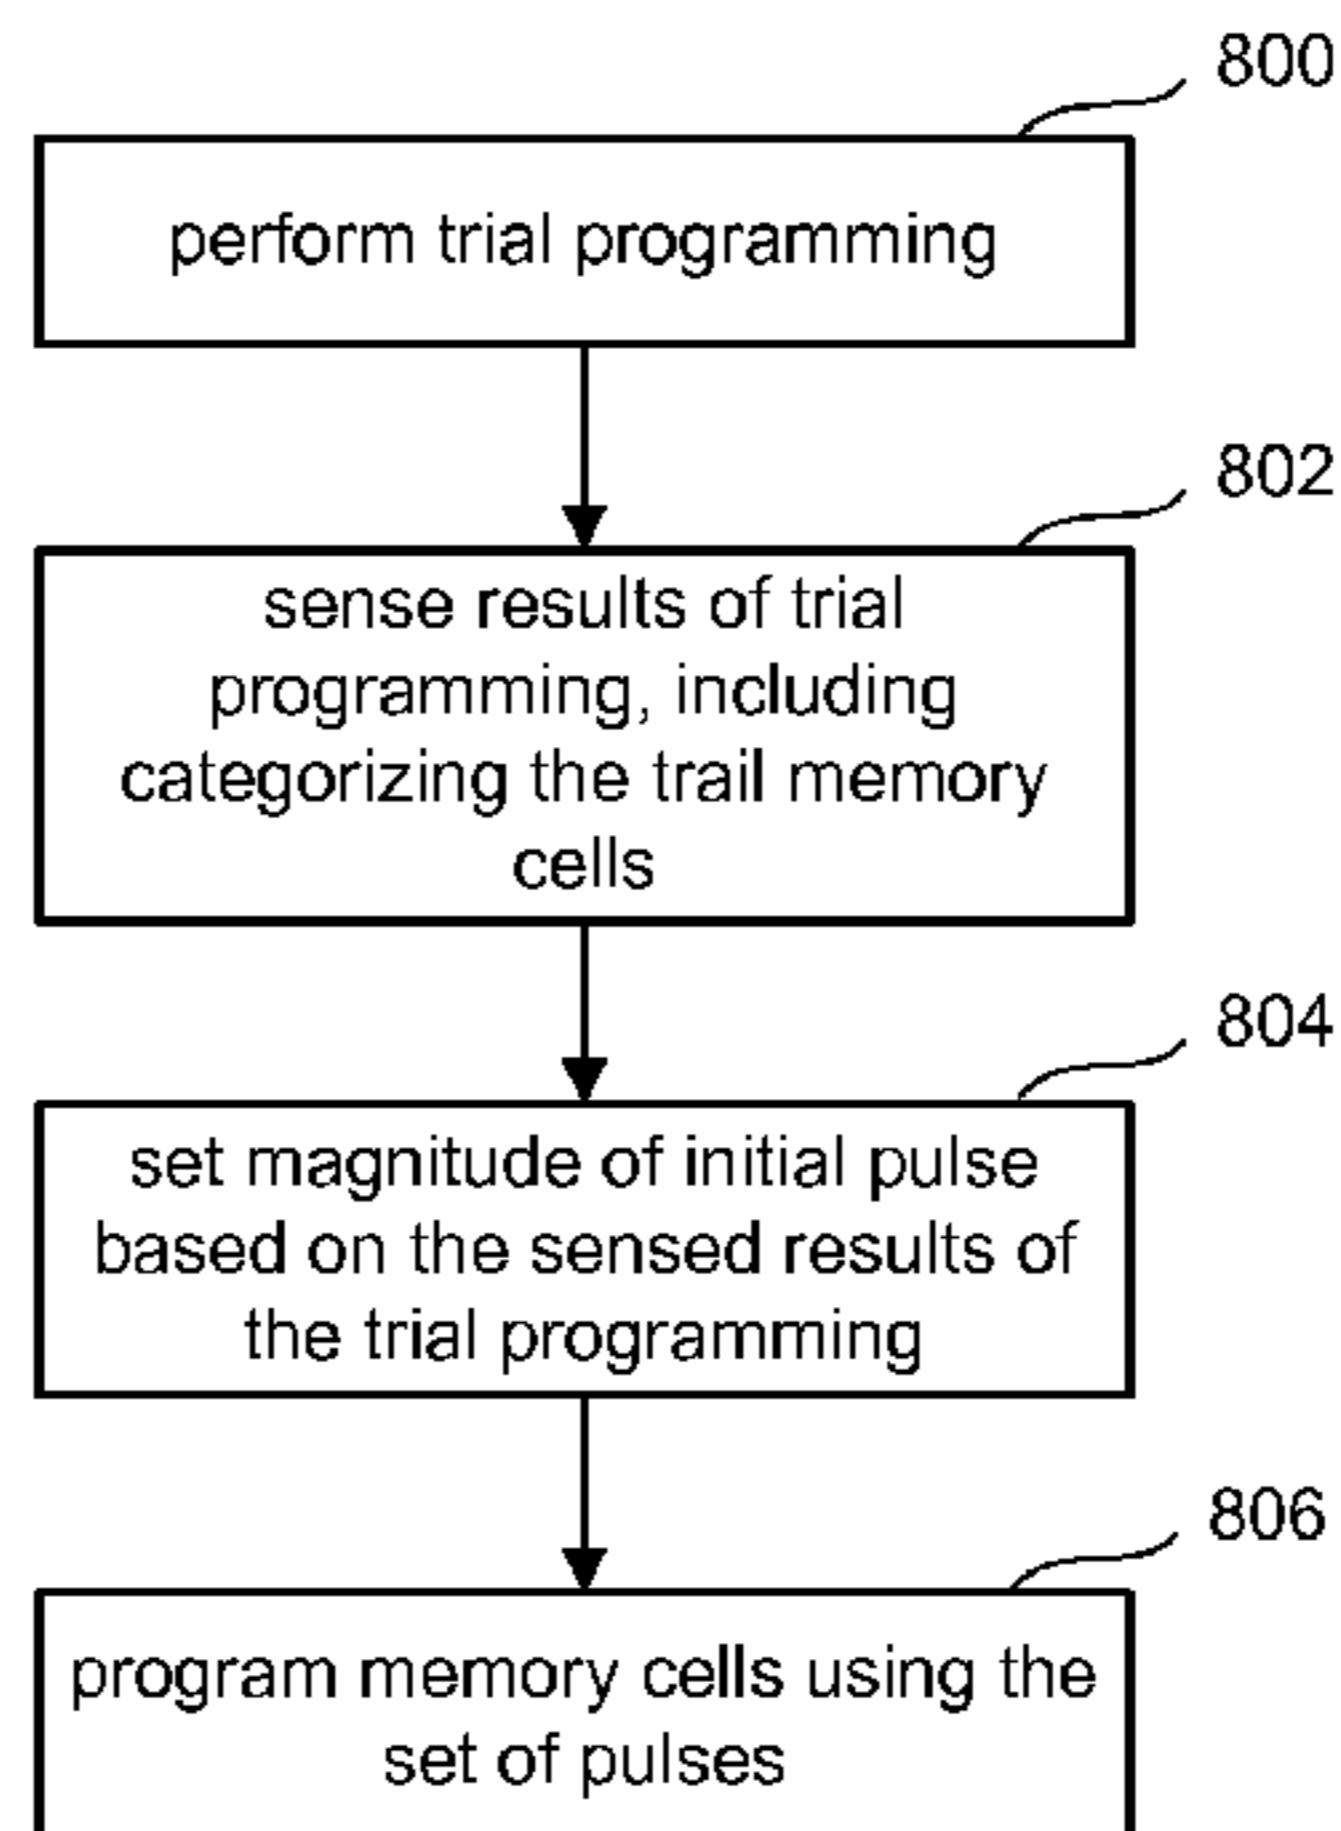 800
perform trial programming
802
sense results of trial
programming, including
categorizing the trail memory
cells
804
set magnitude of initial pulse
based on the sensed results of
the trial programming
806
program memory cells using the
set of pulses